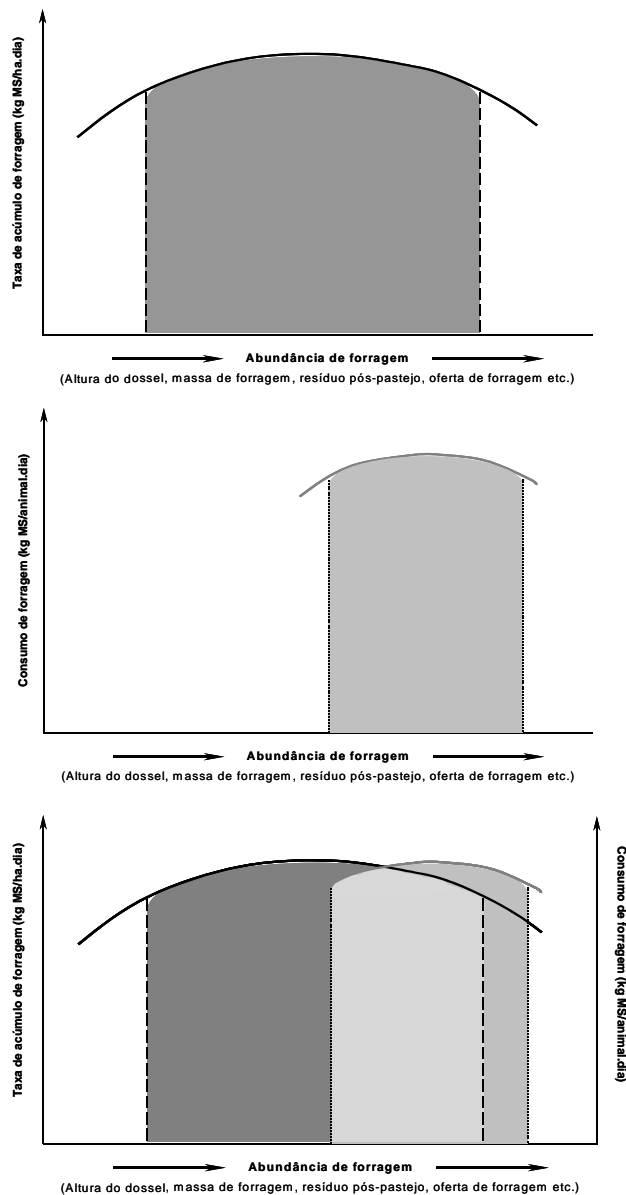 Taxa de acúmulo de forragem (kg MS/ha.dia)
Abundância de forragem
(Altura do dossel, massa de forragem, resíduo pós-pastejo, oferta de forragem etc.)
Consumo de forragem (kg MS/animal.dia)
Abundância de forragem
(Altura do dossel, massa de forragem, resíduo pós-pastejo, oferta de forragem etc.)
Taxa de acúmulo de forragem (kg MS/ha.dia)
Consumo de forragem (kg MS/animal.dia)
Abundância de forragem
(Altura do dossel, massa de forragem, resíduo pós-pastejo, oferta de forragem etc.)